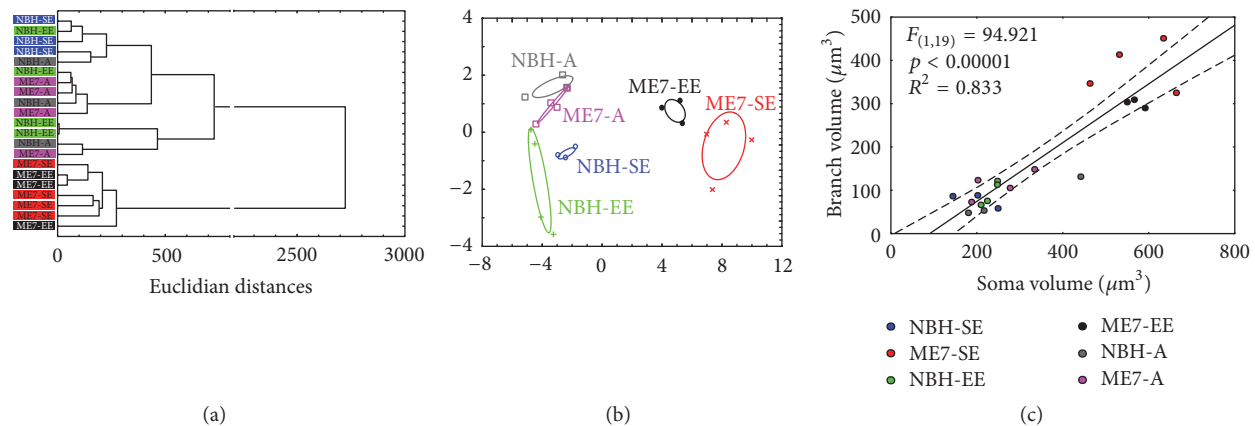 NBH-SE
NBH-EE
NBH-SE
NBH-SE
NBH-A
NBH-EE
ME7-A
ME7-A
NBH-A
ME7-A
NBH-EE
NBH-EE
NBH-A
ME7-A
ME7-SE
ME7-EE
ME7-EE
ME7-SE
ME7-SE
ME7-SE
ME7-EE
0 500 2500 3000
Euclidian distances
(a)
4
2
0
−2
−4
−8 −4 0 4 8 12
NBH-A
ME7-EE
ME7-SE
ME7-A
NBH-SE
NBH-EE
(b)
500
400
300
200
100
0
Branch volume (μm³)
F(1,19) = 94.921
p < 0.00001
R² = 0.833
0 200 400 600 800
Soma volume (μm³)
NBH-SE
ME7-SE
NBH-EE
ME7-EE
NBH-A
ME7-A
(c)